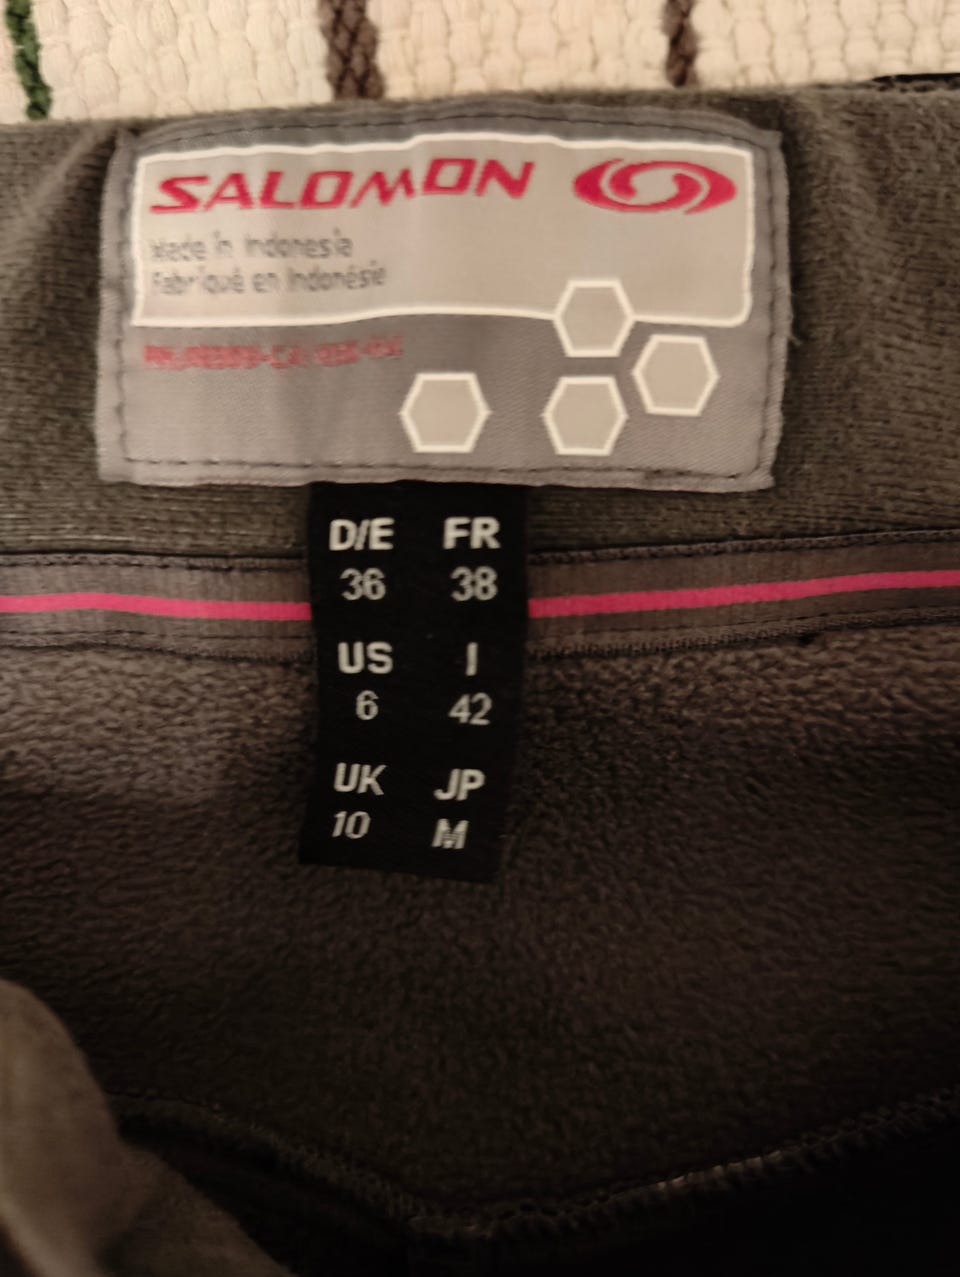 SALOMON
Made in Indonesia
Fabriqué en Indonésie
D/E FR
36 38
US I
6 42
UK JP
10 M